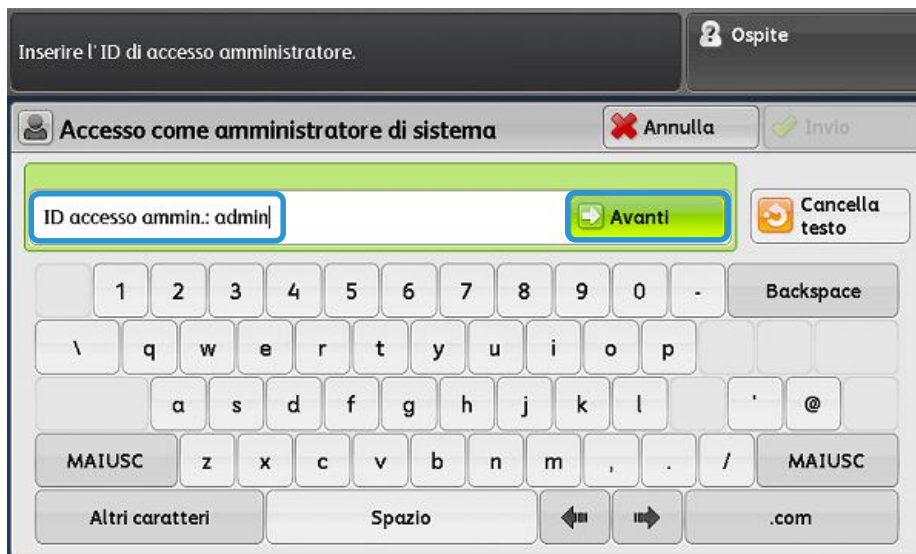 Inserire l'ID di accesso amministratore.
Ospite
Accesso come amministratore di sistema
Annulla
Invio
ID accesso ammin.: admin
Avanti
Cancella
testo
1 2 3 4 5 6 7 8 9 0 - Backspace
\ q w e r t y u i o p
a s d f g h j k l ' @
MAIUSC z x c v b n m , . / MAIUSC
Altri caratteri Spazio .com